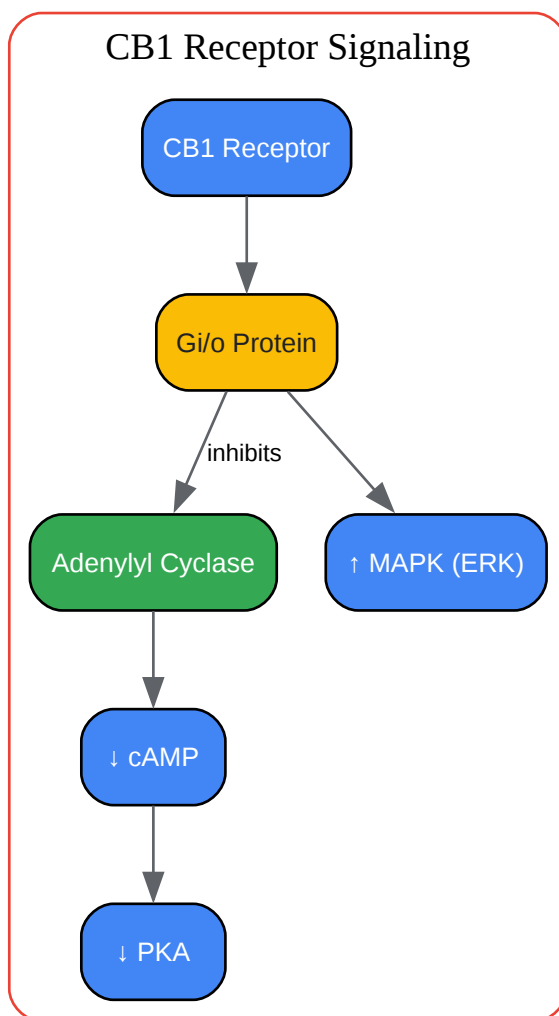 CB1 Receptor Signaling
CB1 Receptor
Gi/o Protein
inhibits
Adenylyl Cyclase
↑ MAPK (ERK)
↓ cAMP
↓ PKA